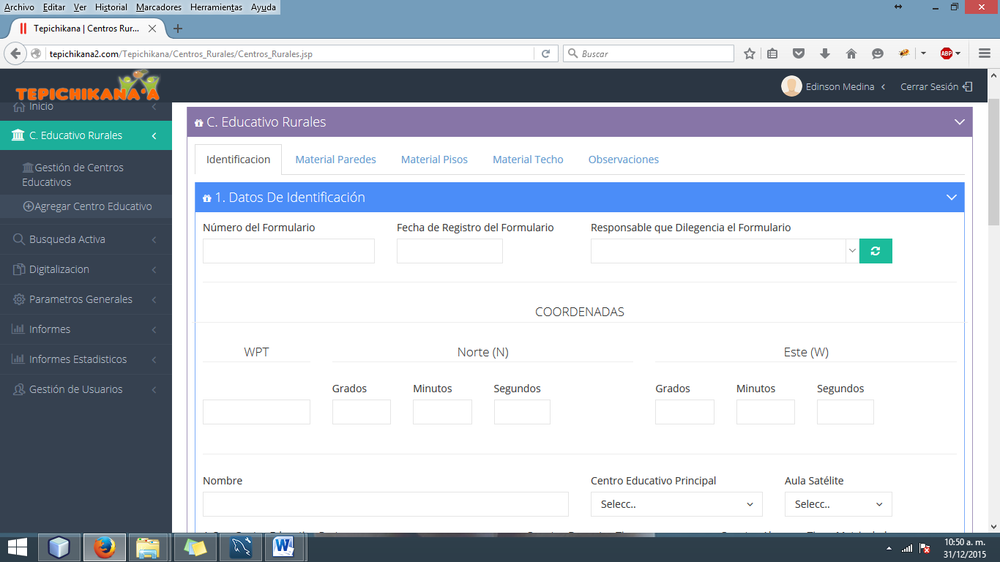 Archivo Editar Ver Historial Marcadores Herramientas Ayuda
Tepichikana | Centros Rur...
tepichikana2.com/Tepichikana/Centros_Rurales/Centros_Rurales.jsp
Buscar
ABP
TEPICHIKANA'A
Edinson Medina
Cerrar Sesión
Inicio
C. Educativo Rurales
Gestión de Centros
Educativos
Agregar Centro Educativo
Busqueda Activa
Digitalizacion
Parametros Generales
Informes
Informes Estadisticos
Gestión de Usuarios
C. Educativo Rurales
Identificacion Material Paredes Material Pisos Material Techo Observaciones
1. Datos De Identificación
Número del Formulario Fecha de Registro del Formulario Responsable que Dilegencia el Formulario
COORDENADAS
WPT Norte (N) Este (W)
Grados Minutos Segundos Grados Minutos Segundos
Nombre Centro Educativo Principal Aula Satélite
Selecc.. Selecc..
10:50 a. m.
31/12/2015